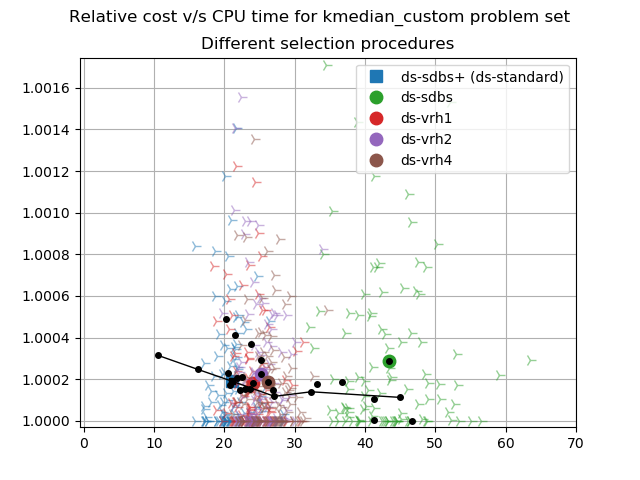 Relative cost v/s CPU time for kmedian_custom problem set
Different selection procedures
ds-sdbs+ (ds-standard)
ds-sdbs
ds-vrh1
ds-vrh2
ds-vrh4
1.0016
1.0014
1.0012
1.0010
1.0008
1.0006
1.0004
1.0002
1.0000
0 10 20 30 40 50 60 70